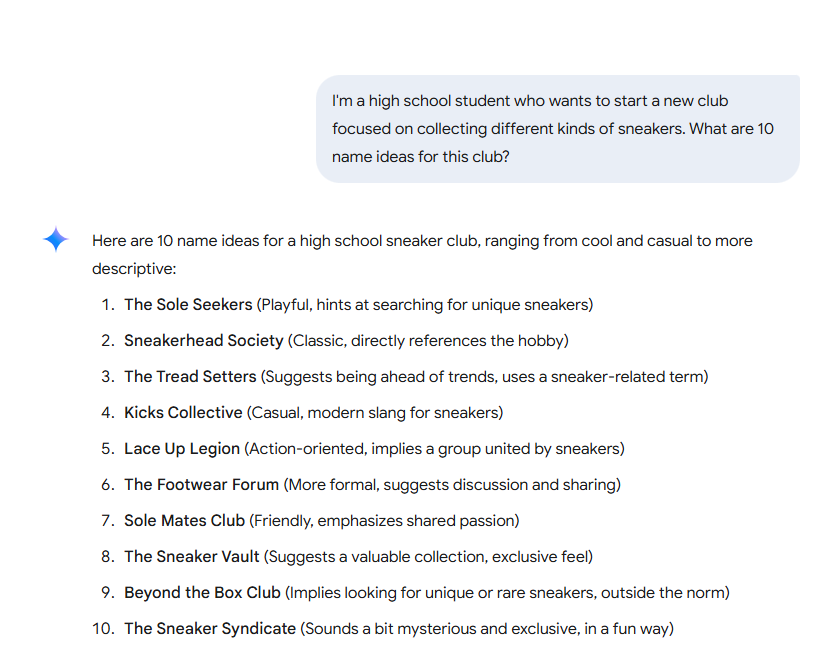 I'm a high school student who wants to start a new club
focused on collecting different kinds of sneakers. What are 10
name ideas for this club?
Here are 10 name ideas for a high school sneaker club, ranging from cool and casual to more
descriptive:
1. The Sole Seekers (Playful, hints at searching for unique sneakers)
2. Sneakerhead Society (Classic, directly references the hobby)
3. The Tread Setters (Suggests being ahead of trends, uses a sneaker-related term)
4. Kicks Collective (Casual, modern slang for sneakers)
5. Lace Up Legion (Action-oriented, implies a group united by sneakers)
6. The Footwear Forum (More formal, suggests discussion and sharing)
7. Sole Mates Club (Friendly, emphasizes shared passion)
8. The Sneaker Vault (Suggests a valuable collection, exclusive feel)
9. Beyond the Box Club (Implies looking for unique or rare sneakers, outside the norm)
10. The Sneaker Syndicate (Sounds a bit mysterious and exclusive, in a fun way)